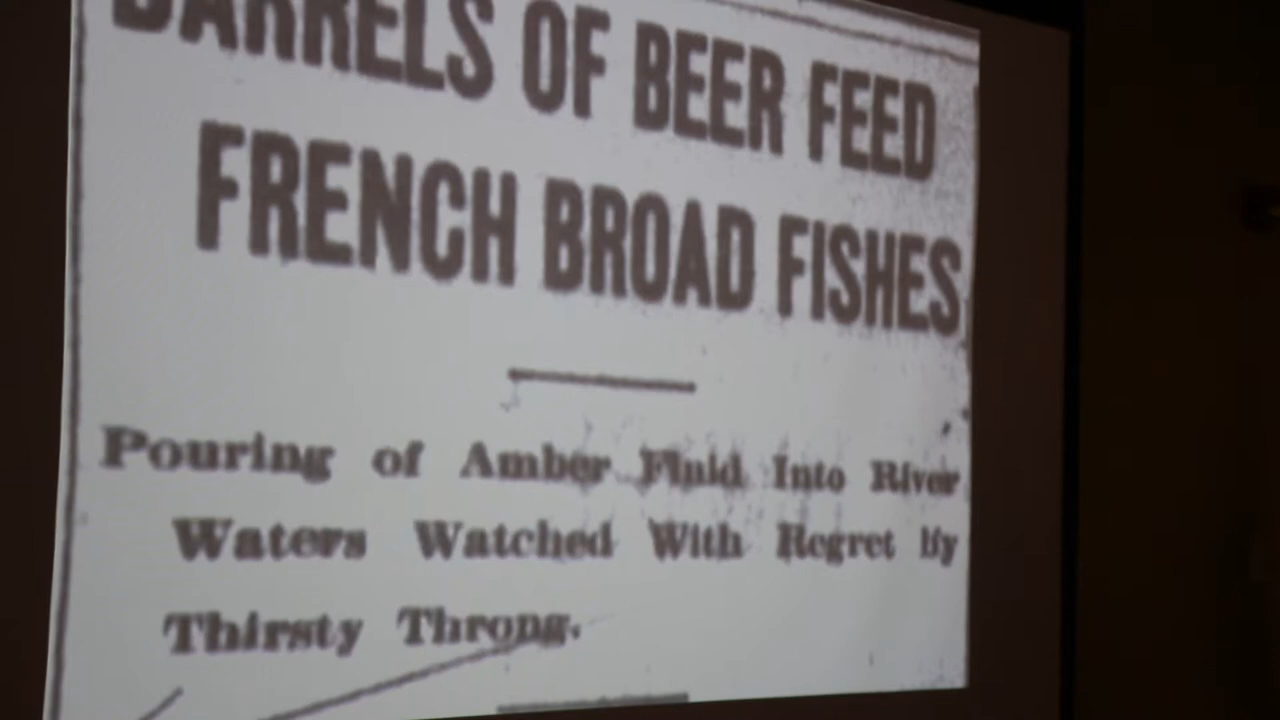 BARRELS OF BEER FEED
FRENCH BROAD FISHES
Pouring of Amber Fluid Into River
Waters Watched With Regret By
Thirsty Throng.